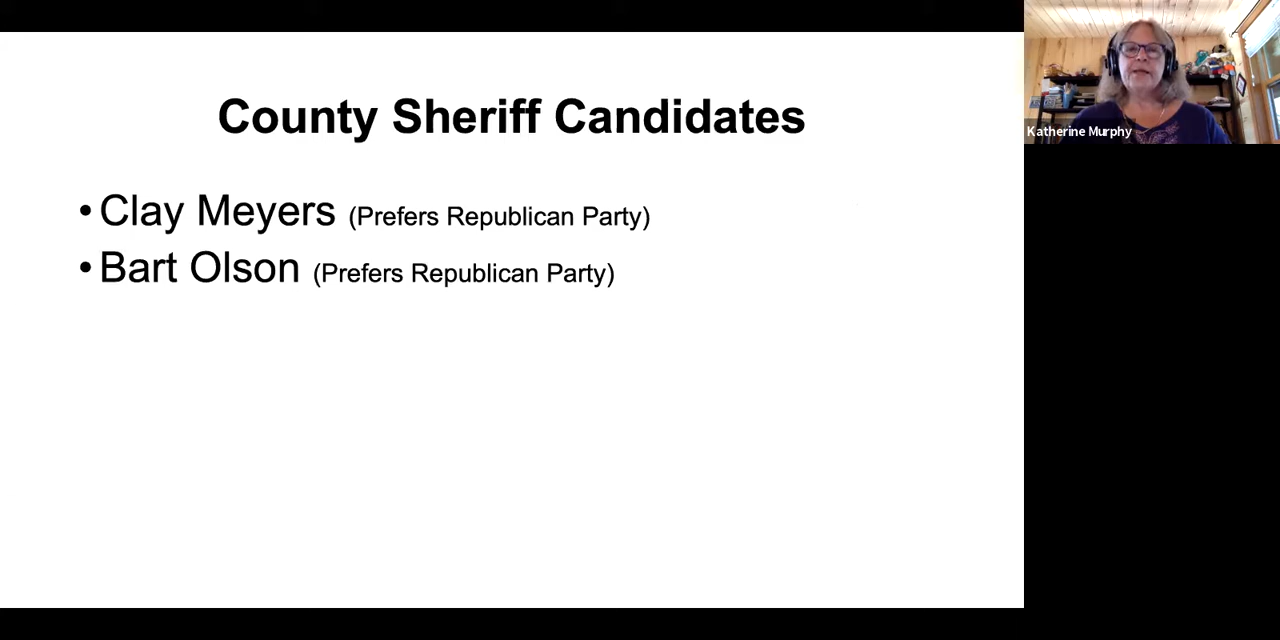 County Sheriff Candidates
• Clay Meyers (Prefers Republican Party)
• Bart Olson (Prefers Republican Party)
Katherine Murphy